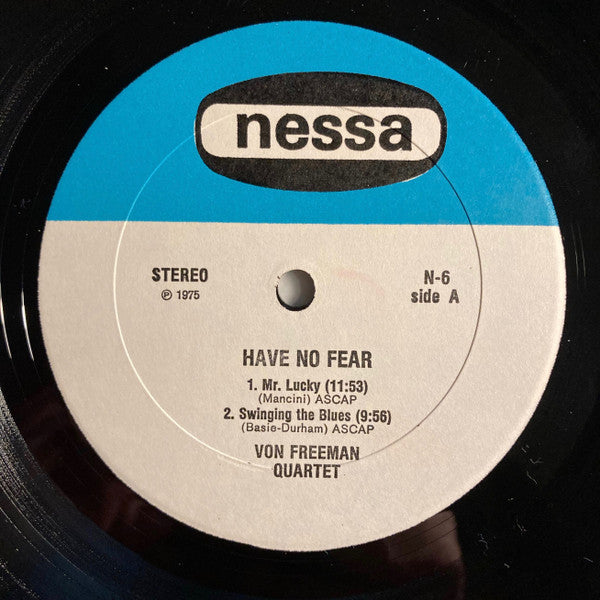 nessa
STEREO
℗ 1975
N-6
side A
HAVE NO FEAR
1. Mr. Lucky (11:53)
(Mancini) ASCAP
2. Swinging the Blues (9:56)
(Basie-Durham) ASCAP
VON FREEMAN
QUARTET